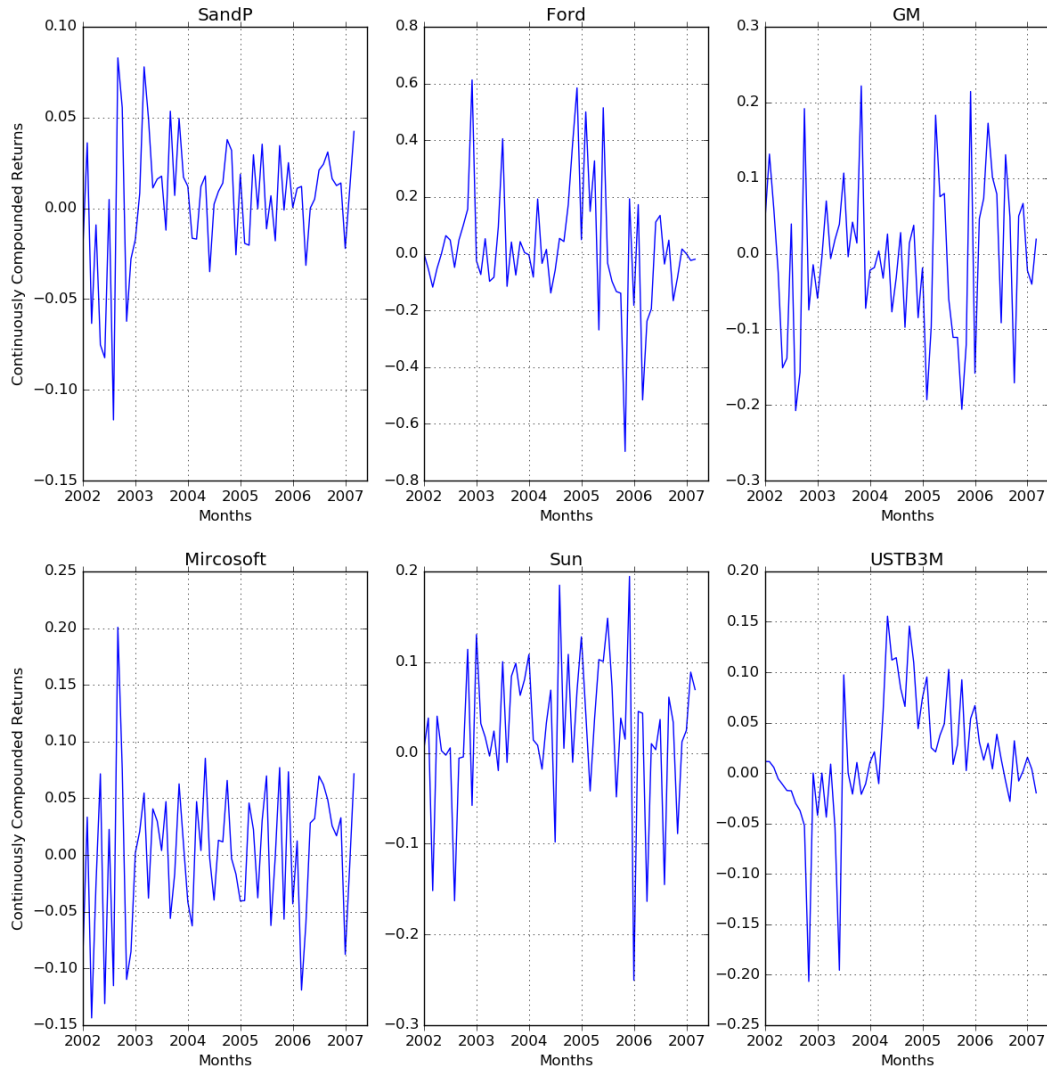 SandP
Ford
GM
Continuously Compounded Returns
0.10
0.05
0.00
−0.05
−0.10
−0.15
2002 2003 2004 2005 2006 2007
Months
0.8
0.6
0.4
0.2
0.0
−0.2
−0.4
−0.6
−0.8
2002 2003 2004 2005 2006 2007
Months
0.3
0.2
0.1
0.0
−0.1
−0.2
−0.3
2002 2003 2004 2005 2006 2007
Months
Mircosoft
Sun
USTB3M
Continuously Compounded Returns
0.25
0.20
0.15
0.10
0.05
0.00
−0.05
−0.10
−0.15
2002 2003 2004 2005 2006 2007
Months
0.2
0.1
0.0
−0.1
−0.2
−0.3
2002 2003 2004 2005 2006 2007
Months
0.20
0.15
0.10
0.05
0.00
−0.05
−0.10
−0.15
−0.20
−0.25
2002 2003 2004 2005 2006 2007
Months